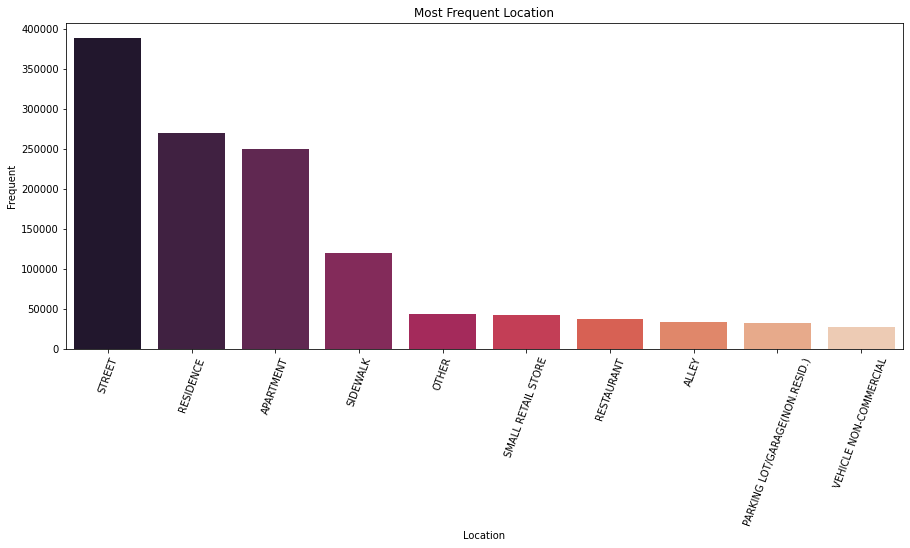 Most Frequent Location
Frequent
400000
350000
300000
250000
200000
150000
100000
50000
0
STREET
RESIDENCE
APARTMENT
SIDEWALK
OTHER
SMALL RETAIL STORE
RESTAURANT
ALLEY
PARKING LOT/GARAGE(NON.RESID.)
VEHICLE NON-COMMERCIAL
Location